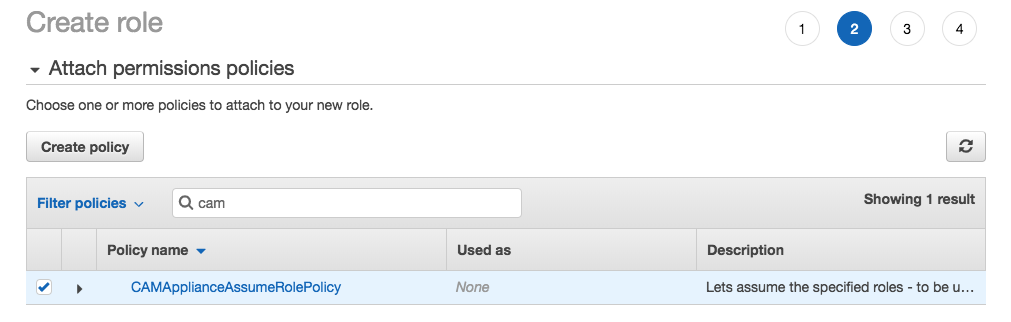 Create role
1 2 3 4
Attach permissions policies
Choose one or more policies to attach to your new role.
Create policy
Filter policies cam Showing 1 result
Policy name Used as Description
CAMApplianceAssumeRolePolicy None Lets assume the specified roles - to be u...